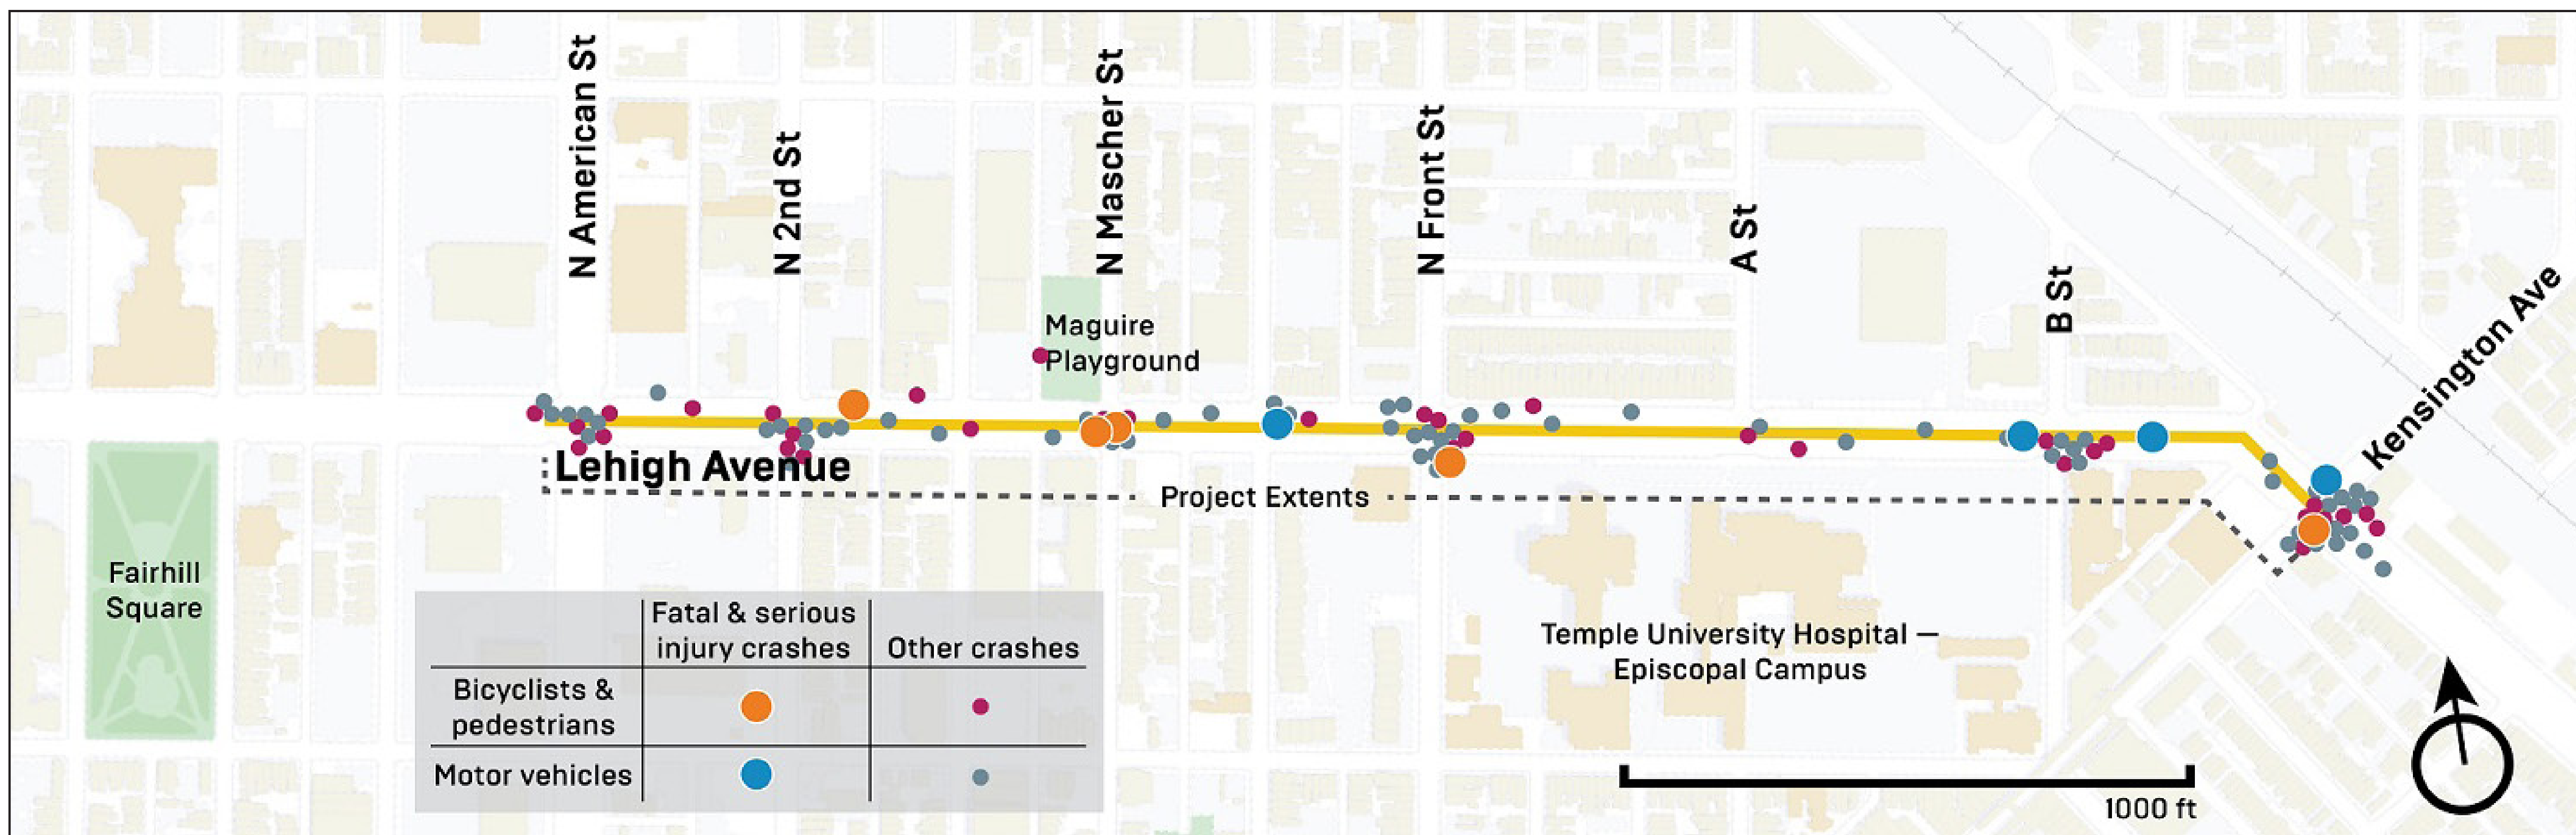 N American St
N 2nd St
N Mascher St
N Front St
A St
B St
Kensington Ave
Maguire
Playground
Lehigh Avenue
Project Extents
Fairhill
Square
Temple University Hospital —
Episcopal Campus
Fatal & serious
injury crashes
Other crashes
Bicyclists &
pedestrians
Motor vehicles
1000 ft